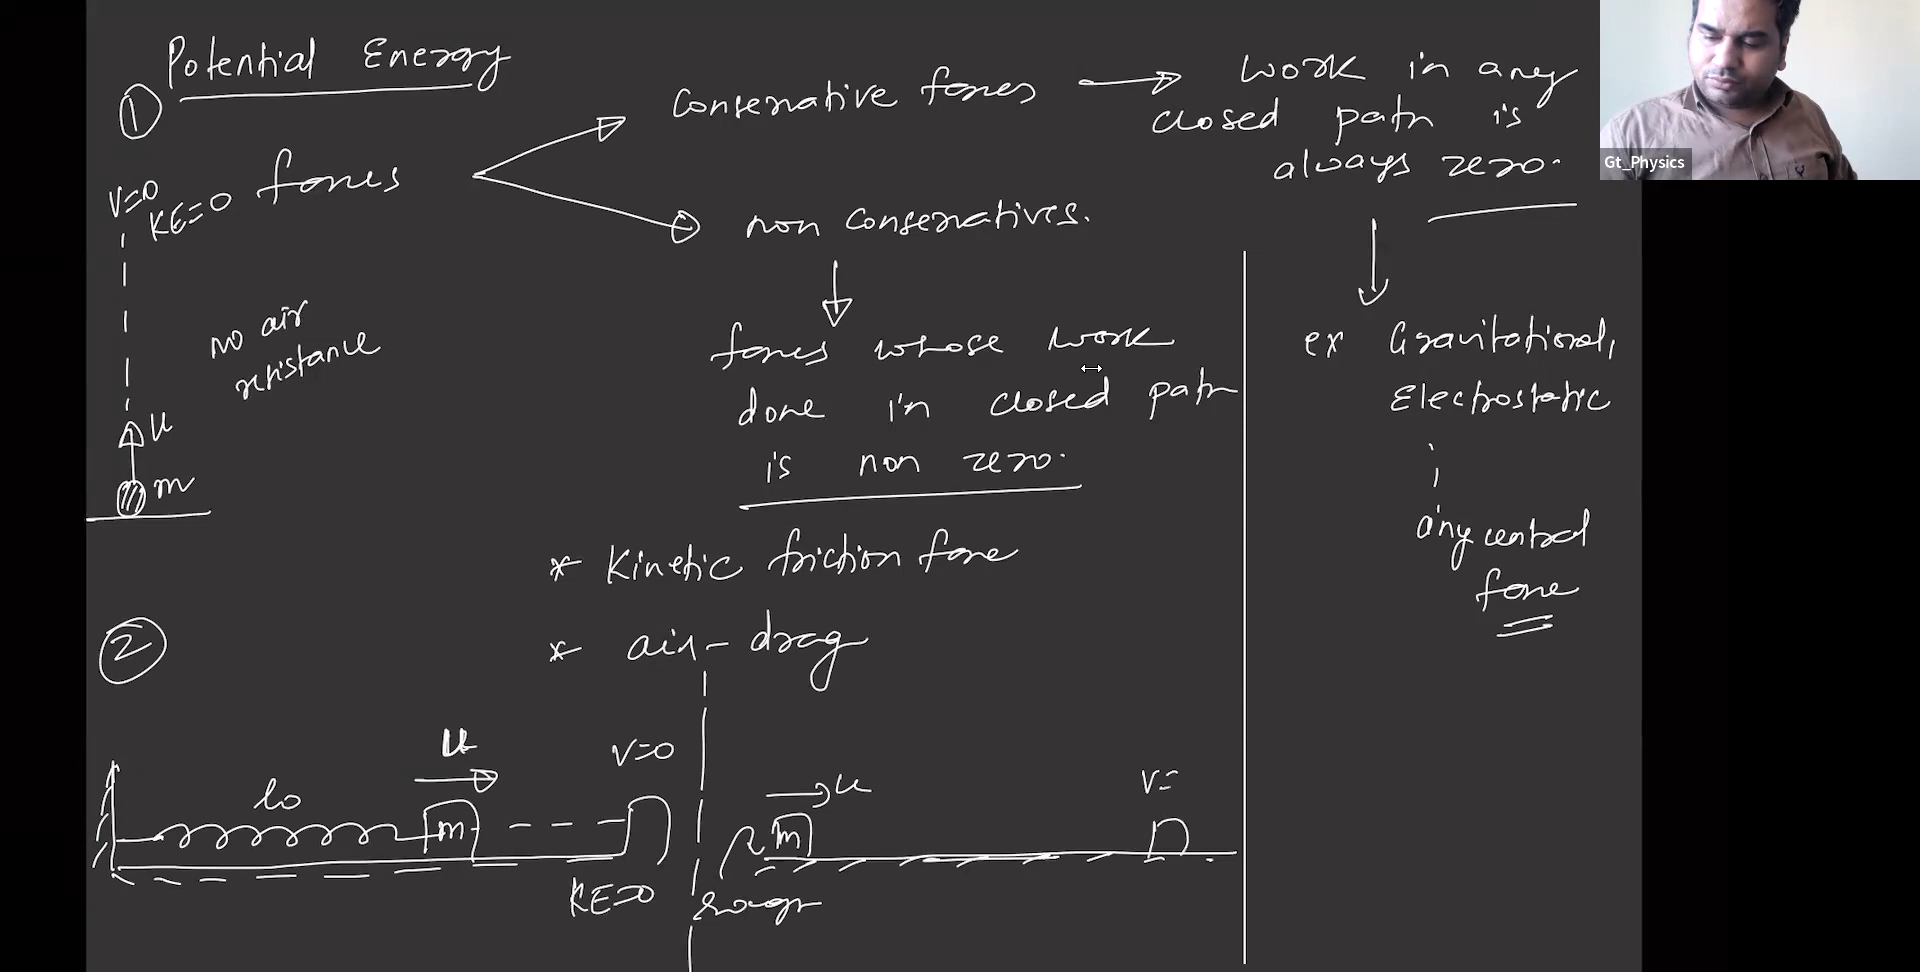 Potential Energy
①
forces
conservative forces
work in any
closed path is
always zero.
non conservatives.
forces whose work
done in closed path
is non zero.
* Kinetic friction force
* air-drag
ex Gravitational,
Electrostatic
;
any central
force
v=0
KE=0
no air
resistance
u
m
②
l0
u
m
v=0
KE=0
u
m
v=
Rough
Gt_Physics